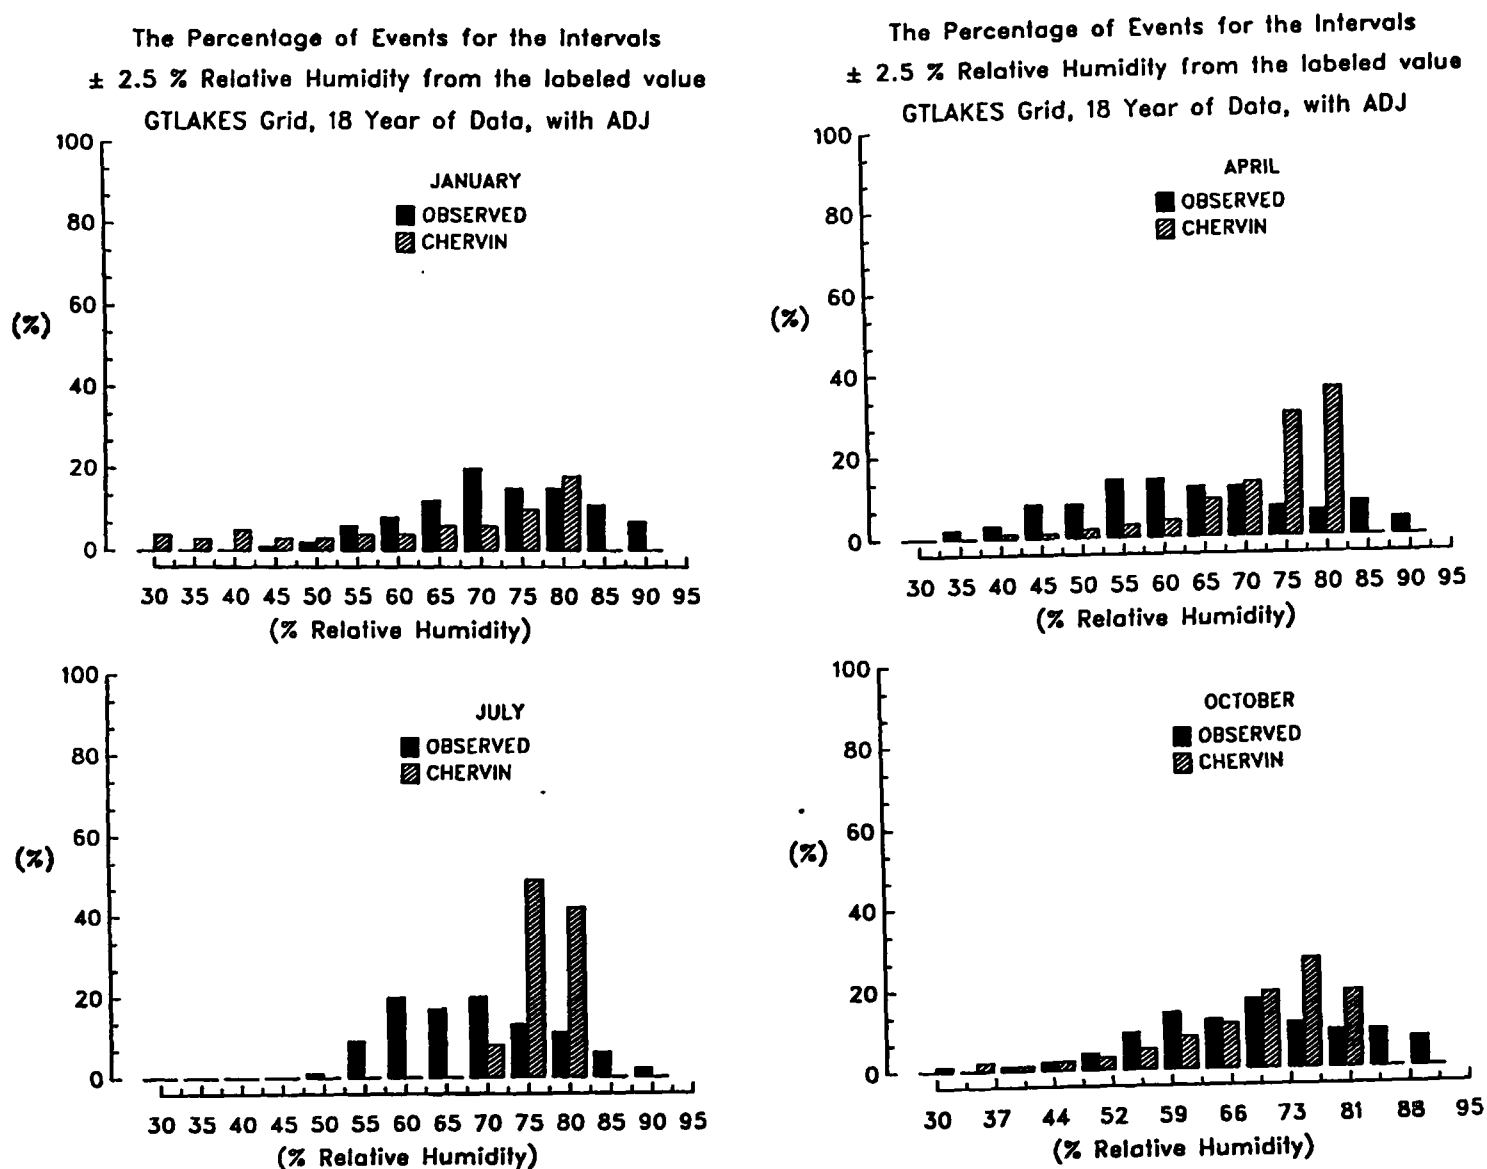 The Percentage of Events for the Intervals
± 2.5 % Relative Humidity from the labeled value
GTLAKES Grid, 18 Year of Data, with ADJ
JANUARY
OBSERVED
CHERVIN
100
80
60
40
20
0
(%)
30 35 40 45 50 55 60 65 70 75 80 85 90 95
(% Relative Humidity)
The Percentage of Events for the Intervals
± 2.5 % Relative Humidity from the labeled value
GTLAKES Grid, 18 Year of Data, with ADJ
APRIL
OBSERVED
CHERVIN
100
80
60
40
20
0
(%)
30 35 40 45 50 55 60 65 70 75 80 85 90 95
(% Relative Humidity)
JULY
OBSERVED
CHERVIN
100
80
60
40
20
0
(%)
30 35 40 45 50 55 60 65 70 75 80 85 90 95
(% Relative Humidity)
OCTOBER
OBSERVED
CHERVIN
100
80
60
40
20
0
(%)
30 37 44 52 59 66 73 81 88 95
(% Relative Humidity)